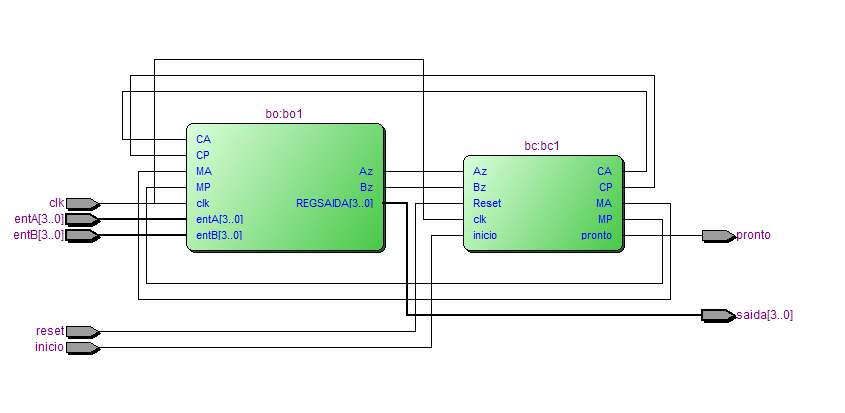 bo:bo1
bc:bc1
CA
CP
MA Az
MP Bz
clk REGSAIDA[3..0]
entA[3..0]
entB[3..0]
Az CA
Bz CP
Reset MA
clk MP
inicio pronto
clk
entA[3..0]
entB[3..0]
pronto
saida[3..0]
reset
inicio